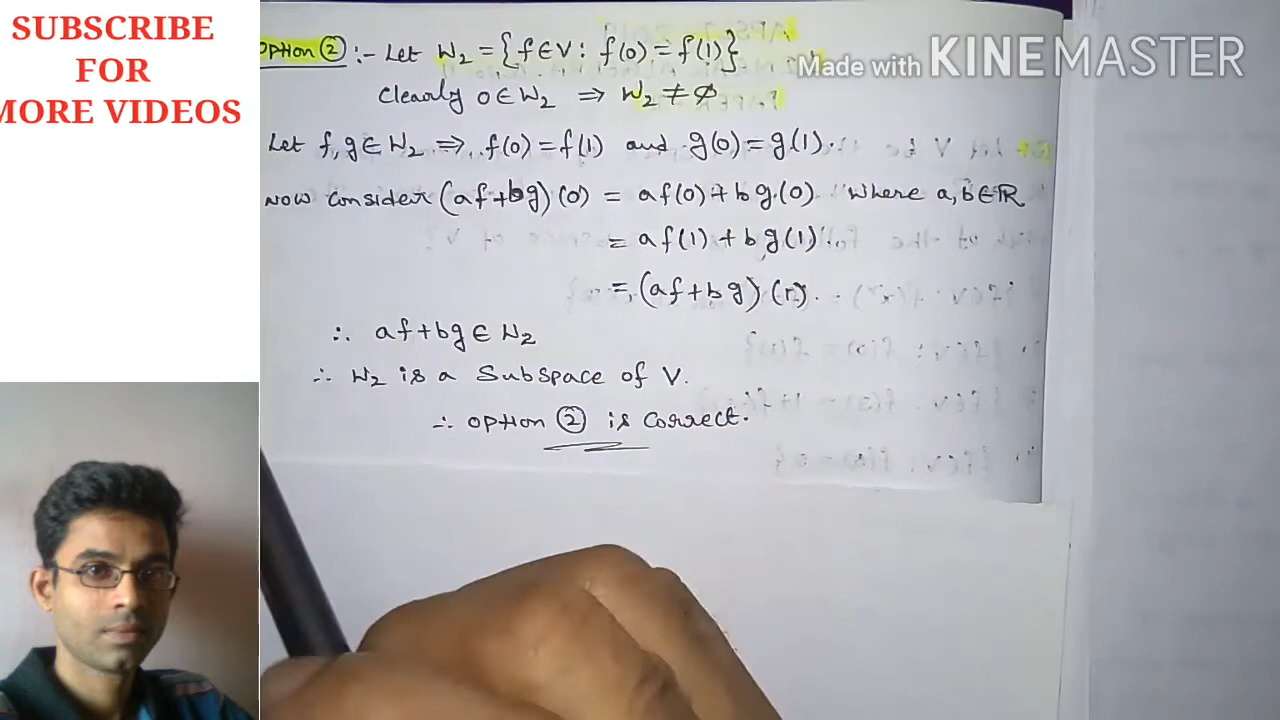 SUBSCRIBE
FOR
MORE VIDEOS
Made with KINEMASTER
Option ② :- Let W₂ = {f∈V : f(0) = f(1)}
Clearly 0∈W₂ ⇒ W₂ ≠ ∅
Let f,g∈W₂ ⇒ f(0) = f(1) and g(0) = g(1).
Now consider (af+bg)(0) = af(0)+bg(0) where a,b∈ℝ
= af(1)+bg(1).
= (af+bg)(1).
∴ af+bg∈W₂
∴ W₂ is a Subspace of V.
∴ option ② is correct.